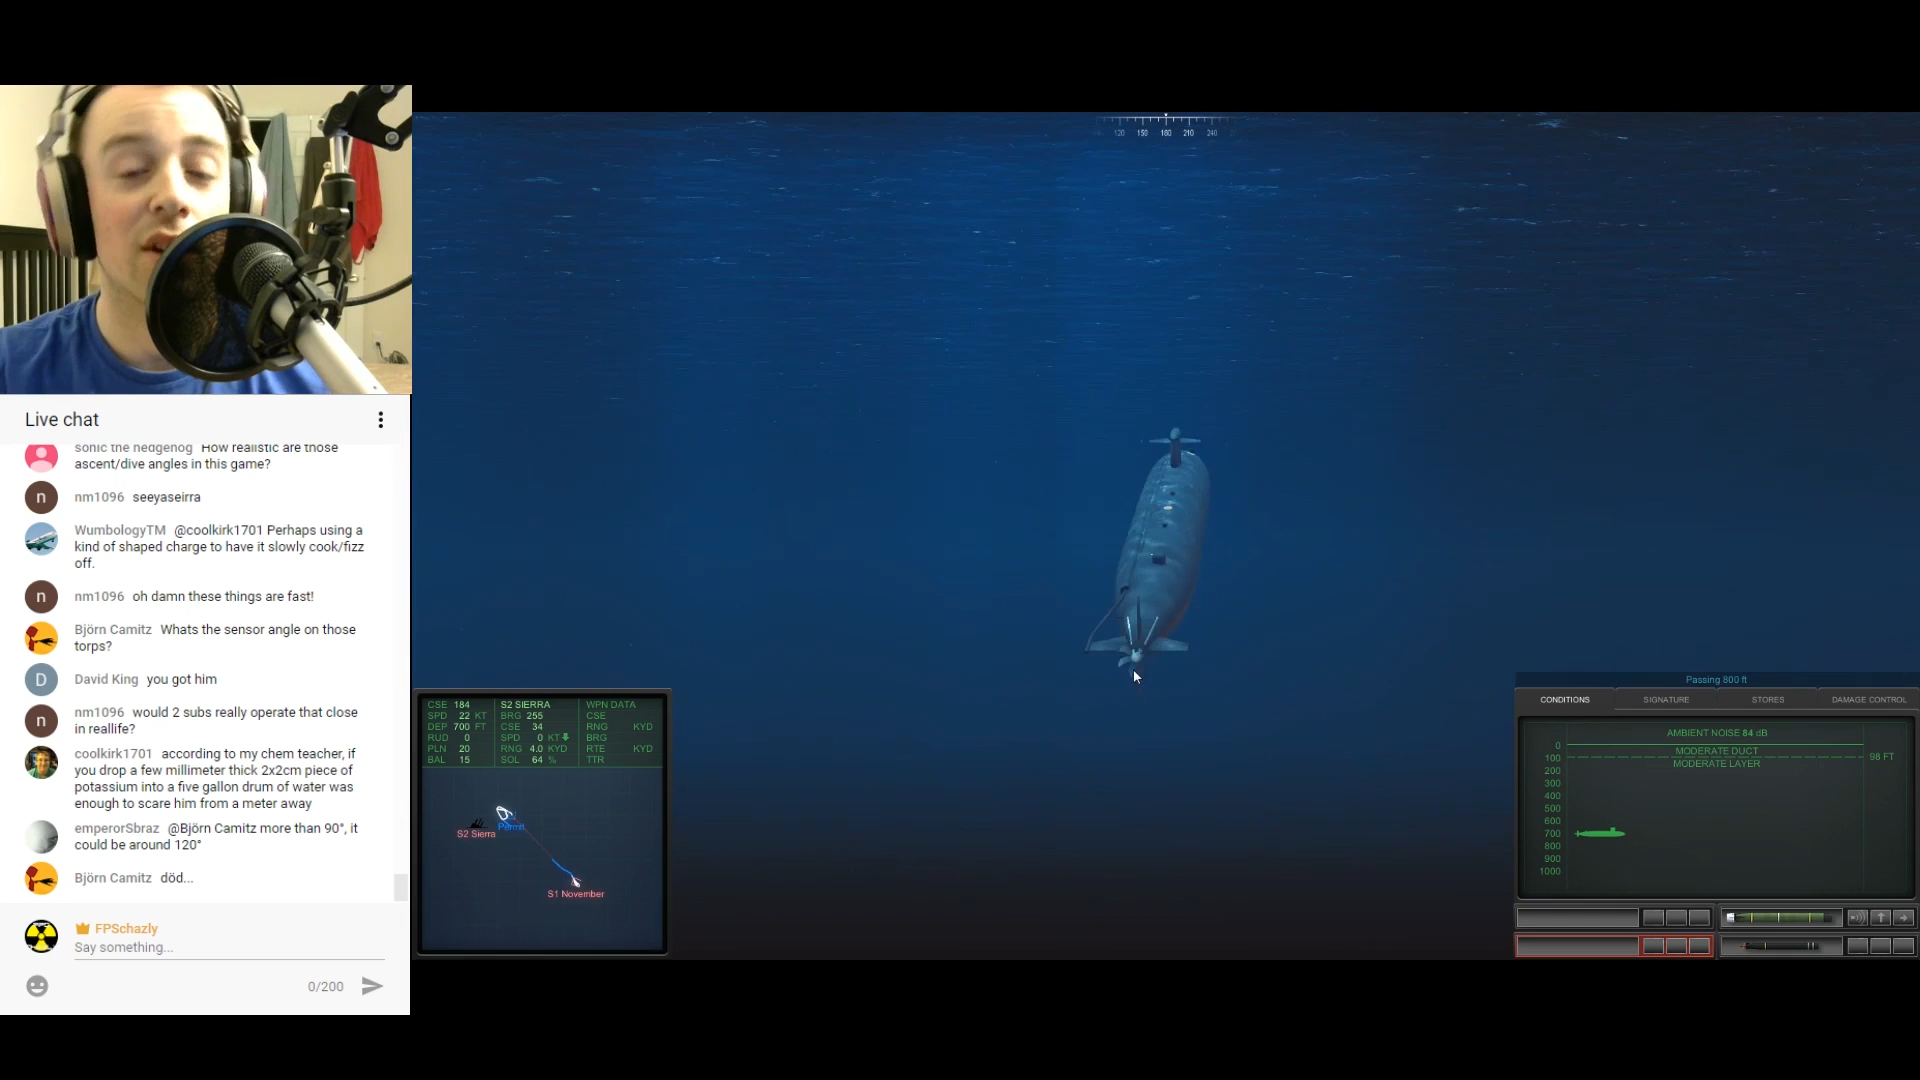 120 150 180 210 240
Live chat
sonic the hedgehog How realistic are those
ascent/dive angles in this game?
n nm1096 seeyaseirra
WumbologyTM @coolkirk1701 Perhaps using a
kind of shaped charge to have it slowly cook/fizz
off.
n nm1096 oh damn these things are fast!
Björn Camitz Whats the sensor angle on those
torps?
D David King you got him
n nm1096 would 2 subs really operate that close
in reallife?
coolkirk1701 according to my chem teacher, if
you drop a few millimeter thick 2x2cm piece of
potassium into a five gallon drum of water was
enough to scare him from a meter away
emperorSbraz @Björn Camitz more than 90°, it
could be around 120°
Björn Camitz död...
FPSchazly
Say something...
0/200
CSE 184 S2 SIERRA WPN DATA
SPD 22 KT BRG 255 CSE
DEP 700 FT CSE 34 RNG KYD
RUD 0 SPD 0 KT BRG
PLN 20 RNG 4.0 KYD RTE KYD
BAL 15 SOL 64 % TTR
Permit
S2 Sierra
S1 November
Passing 800 ft
CONDITIONS SIGNATURE STORES DAMAGE CONTROL
AMBIENT NOISE 84 dB
0
MODERATE DUCT
100 98 FT
MODERATE LAYER
200
300
400
500
600
700
800
900
1000